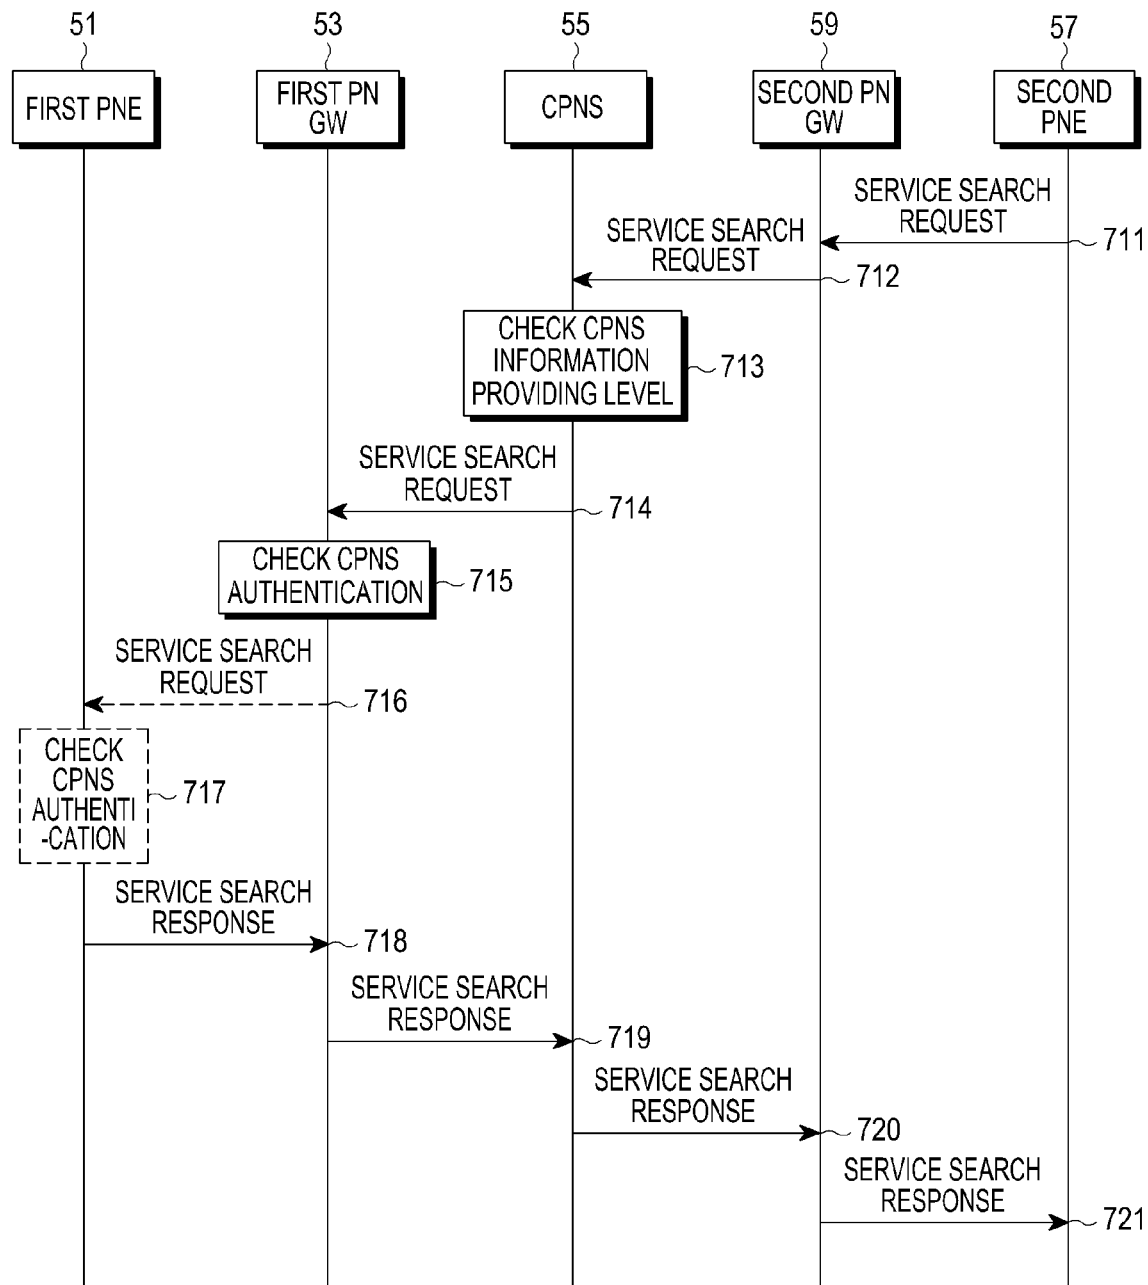 51
53
55
59
57
FIRST PNE
FIRST PN
GW
CPNS
SECOND PN
GW
SECOND
PNE
SERVICE SEARCH
REQUEST
711
SERVICE SEARCH
REQUEST
712
CHECK CPNS
INFORMATION
PROVIDING LEVEL
713
SERVICE SEARCH
REQUEST
714
CHECK CPNS
AUTHENTICATION
715
SERVICE SEARCH
REQUEST
716
CHECK
CPNS
AUTHENTI
-CATION
717
SERVICE SEARCH
RESPONSE
718
SERVICE SEARCH
RESPONSE
719
SERVICE SEARCH
RESPONSE
720
SERVICE SEARCH
RESPONSE
721